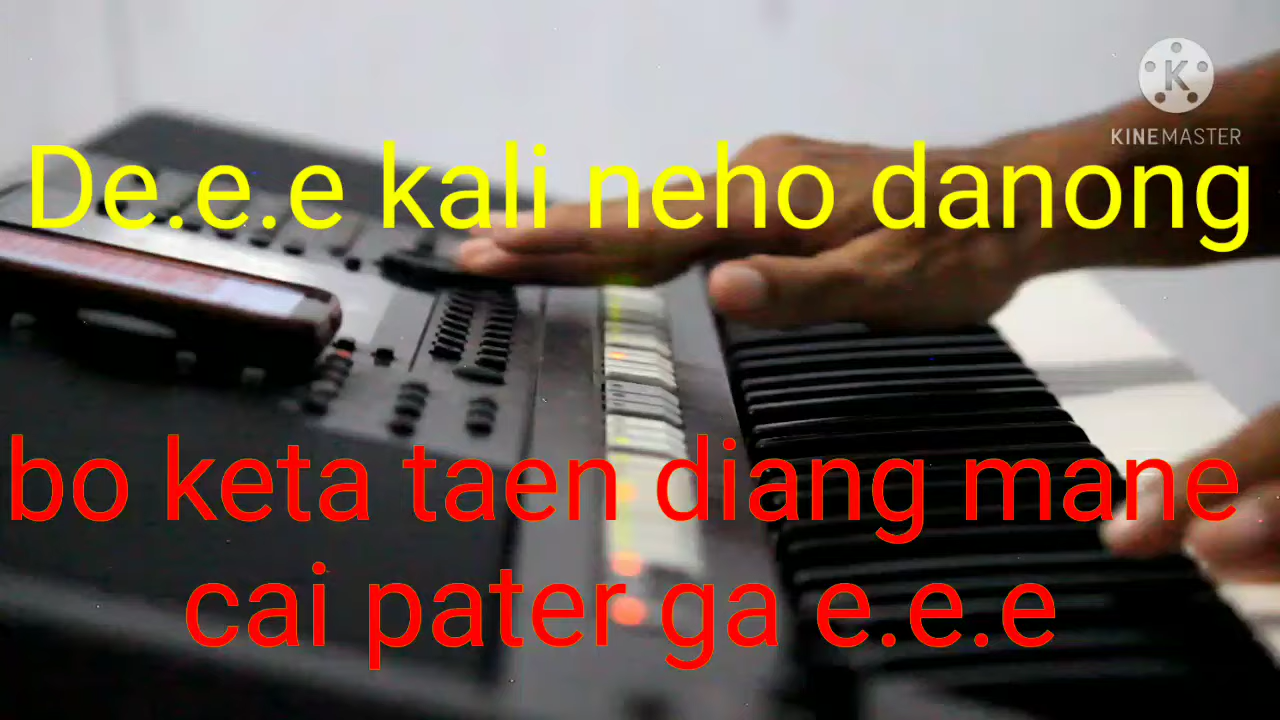 KINEMASTER
De.e.e kali neho danong
bo keta taen diang mane
cai pater ga e.e.e